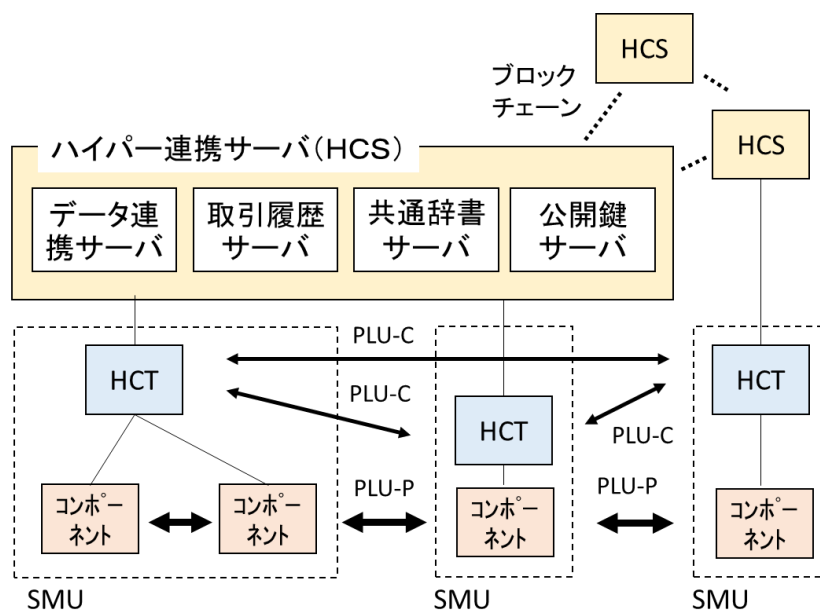 HCS
ブロック
チェーン
HCS
ハイパー連携サーバ(HCS)
データ連
携サーバ
取引履歴
サーバ
共通辞書
サーバ
公開鍵
サーバ
PLU-C
HCT
HCT
PLU-C
HCT
PLU-C
PLU-P
PLU-P
コンポー
ネント
コンポー
ネント
コンポー
ネント
コンポー
ネント
SMU
SMU
SMU